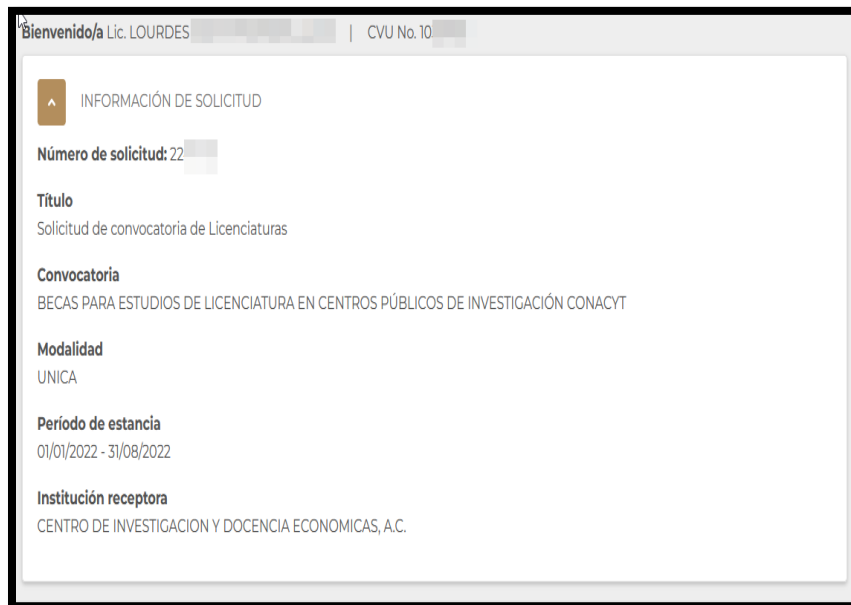 Bienvenido/a Lic. LOURDES | CVU No. 10
INFORMACIÓN DE SOLICITUD
Número de solicitud: 22
Título
Solicitud de convocatoria de Licenciaturas
Convocatoria
BECAS PARA ESTUDIOS DE LICENCIATURA EN CENTROS PÚBLICOS DE INVESTIGACIÓN CONACYT
Modalidad
UNICA
Período de estancia
01/01/2022 - 31/08/2022
Institución receptora
CENTRO DE INVESTIGACION Y DOCENCIA ECONOMICAS, A.C.